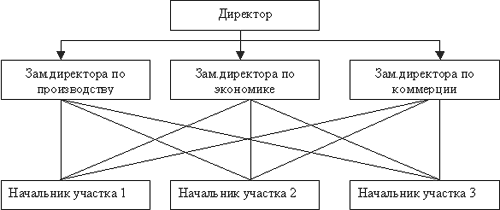 Директор
Зам.директора по
производству
Зам.директора по
экономике
Зам.директора по
коммерции
Начальник участка 1
Начальник участка 2
Начальник участка 3